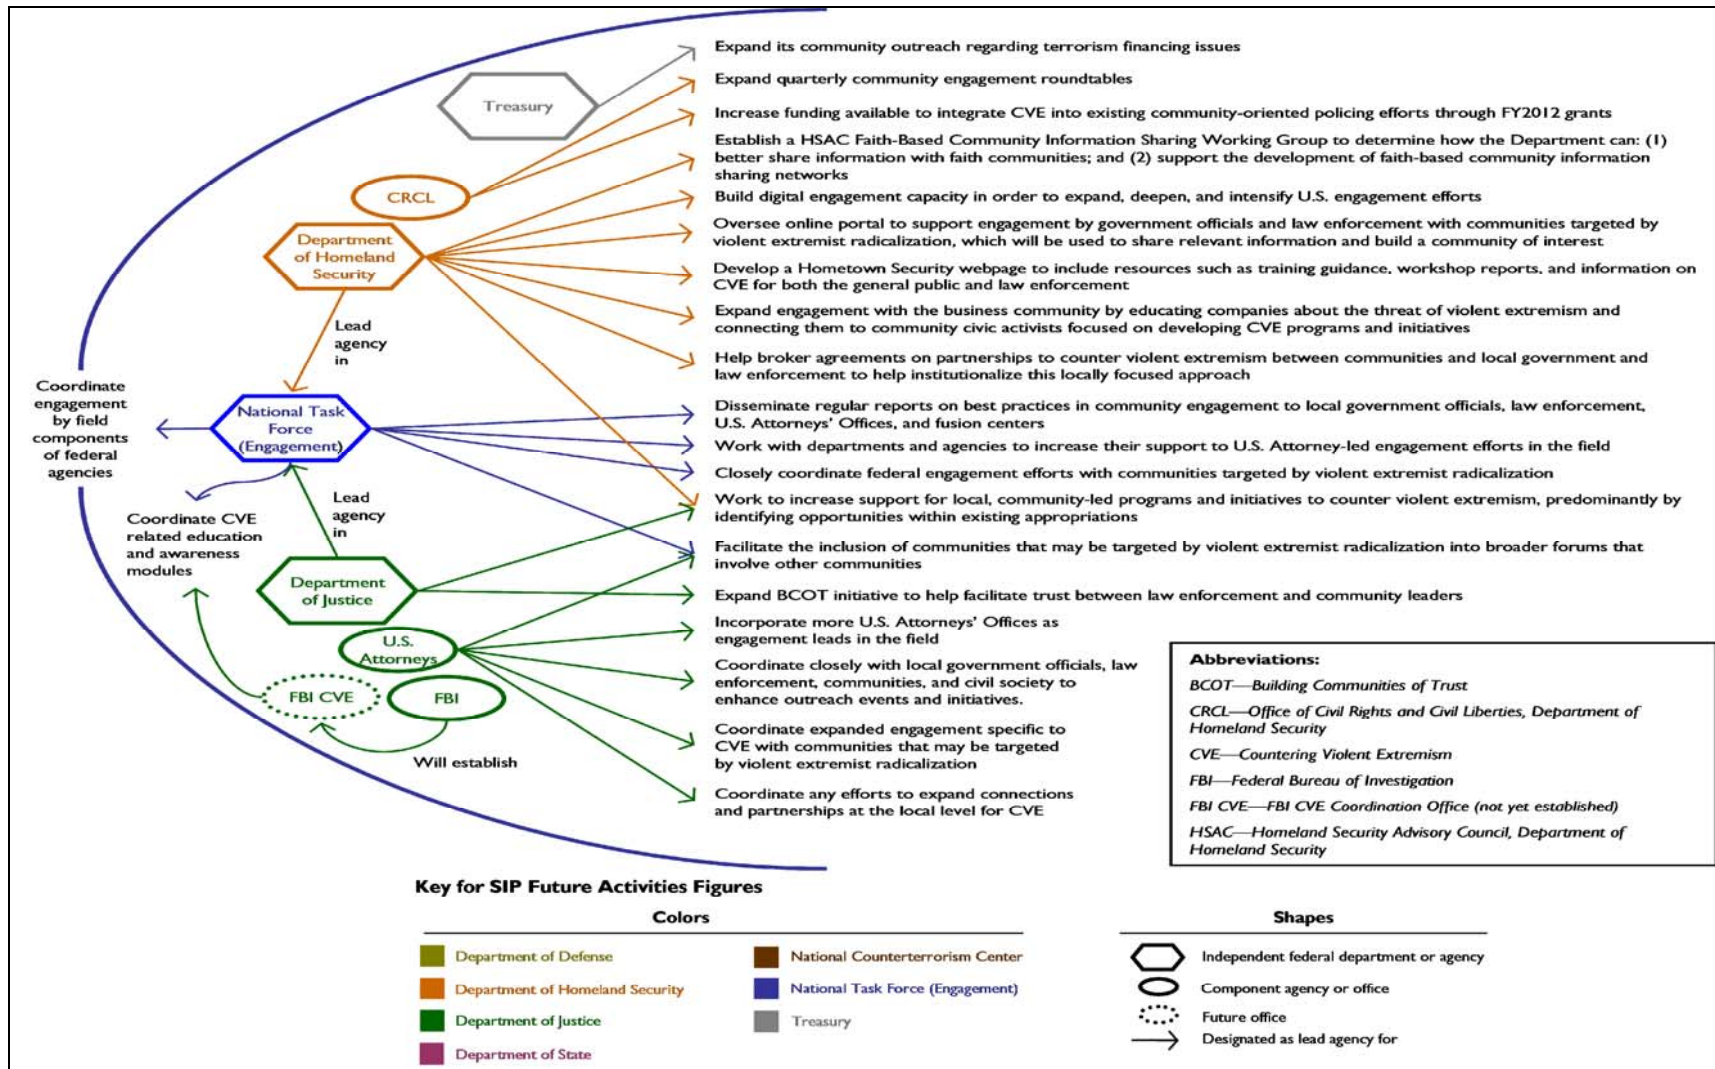 Expand its community outreach regarding terrorism financing issues
Treasury
Expand quarterly community engagement roundtables
Increase funding available to integrate CVE into existing community-oriented policing efforts through FY2012 grants
Establish a HSAC Faith-Based Community Information Sharing Working Group to determine how the Department can: (1)
better share information with faith communities; and (2) support the development of faith-based community information
sharing networks
CRCL
Build digital engagement capacity in order to expand, deepen, and intensify U.S. engagement efforts
Department
of Homeland
Security
Oversee online portal to support engagement by government officials and law enforcement with communities targeted by
violent extremist radicalization, which will be used to share relevant information and build a community of interest
Develop a Hometown Security webpage to include resources such as training guidance, workshop reports, and information on
CVE for both the general public and law enforcement
Expand engagement with the business community by educating companies about the threat of violent extremism and
connecting them to community civic activists focused on developing CVE programs and initiatives
Lead
agency
in
Help broker agreements on partnerships to counter violent extremism between communities and local government and
law enforcement to help institutionalize this locally focused approach
Coordinate
engagement
by field
components
of federal
agencies
National Task
Force
(Engagement)
Disseminate regular reports on best practices in community engagement to local government officials, law enforcement,
U.S. Attorneys' Offices, and fusion centers
Work with departments and agencies to increase their support to U.S. Attorney-led engagement efforts in the field
Closely coordinate federal engagement efforts with communities targeted by violent extremist radicalization
Lead
agency
in
Work to increase support for local, community-led programs and initiatives to counter violent extremism, predominantly by
identifying opportunities within existing appropriations
Coordinate CVE
related education
and awareness
modules
Facilitate the inclusion of communities that may be targeted by violent extremist radicalization into broader forums that
involve other communities
Department
of Justice
Expand BCOT initiative to help facilitate trust between law enforcement and community leaders
U.S.
Attorneys
Incorporate more U.S. Attorneys' Offices as
engagement leads in the field
FBI CVE
FBI
Coordinate closely with local government officials, law
enforcement, communities, and civil society to
enhance outreach events and initiatives.
Will establish
Coordinate expanded engagement specific to
CVE with communities that may be targeted
by violent extremist radicalization
Coordinate any efforts to expand connections
and partnerships at the local level for CVE
Abbreviations:
BCOT—Building Communities of Trust
CRCL—Office of Civil Rights and Civil Liberties, Department of
Homeland Security
CVE—Countering Violent Extremism
FBI—Federal Bureau of Investigation
FBI CVE—FBI CVE Coordination Office (not yet established)
HSAC—Homeland Security Advisory Council, Department of
Homeland Security
Key for SIP Future Activities Figures
Colors
Department of Defense
Department of Homeland Security
Department of Justice
Department of State
National Counterterrorism Center
National Task Force (Engagement)
Treasury
Shapes
Independent federal department or agency
Component agency or office
Future office
Designated as lead agency for